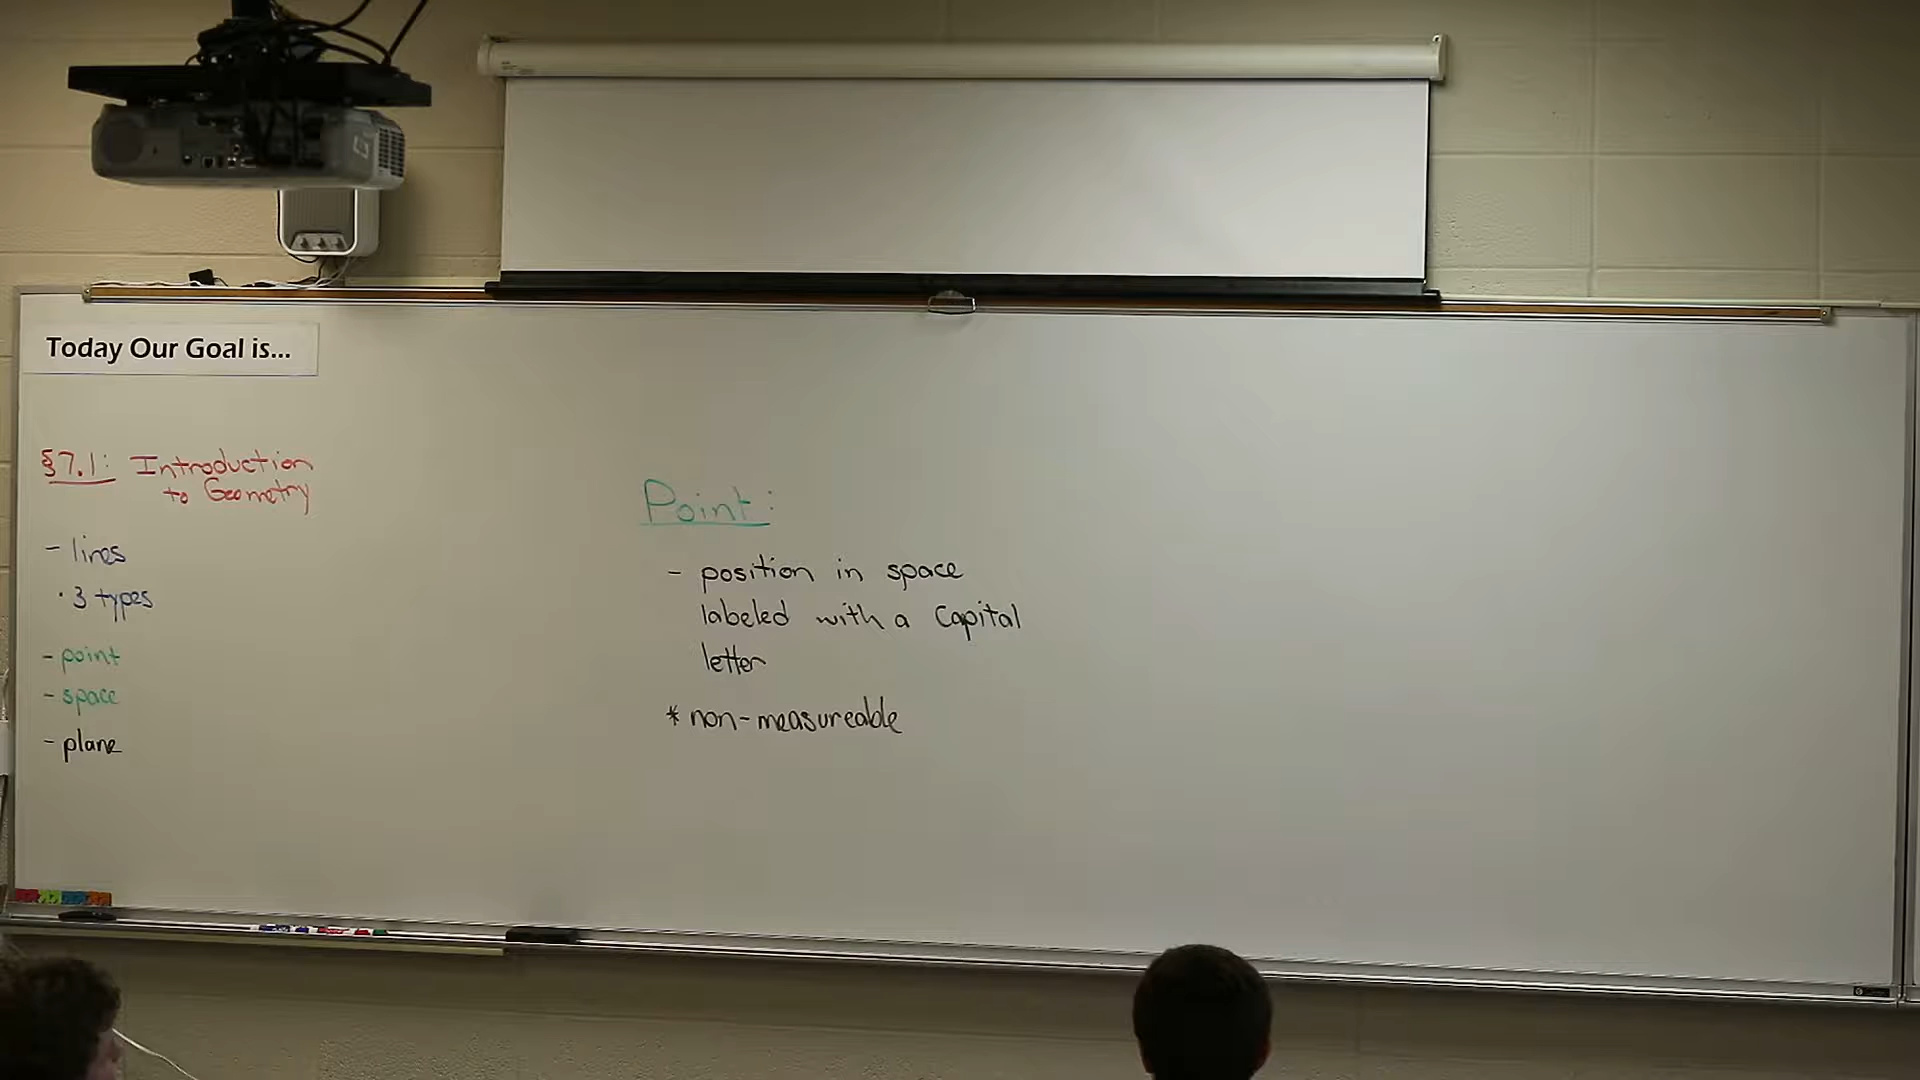 Today Our Goal is...
§7.1: Introduction
to Geometry
- lines
· 3 types
- point
- space
- plane
Point:
- position in space
labeled with a Capital
letter
* non-measureable